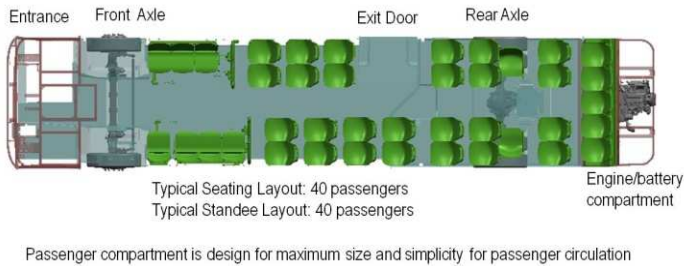 Entrance
Front Axle
Exit Door
Rear Axle
Typical Seating Layout: 40 passengers
Typical Standee Layout: 40 passengers
Engine/battery
compartment
Passenger compartment is design for maximum size and simplicity for passenger circulation